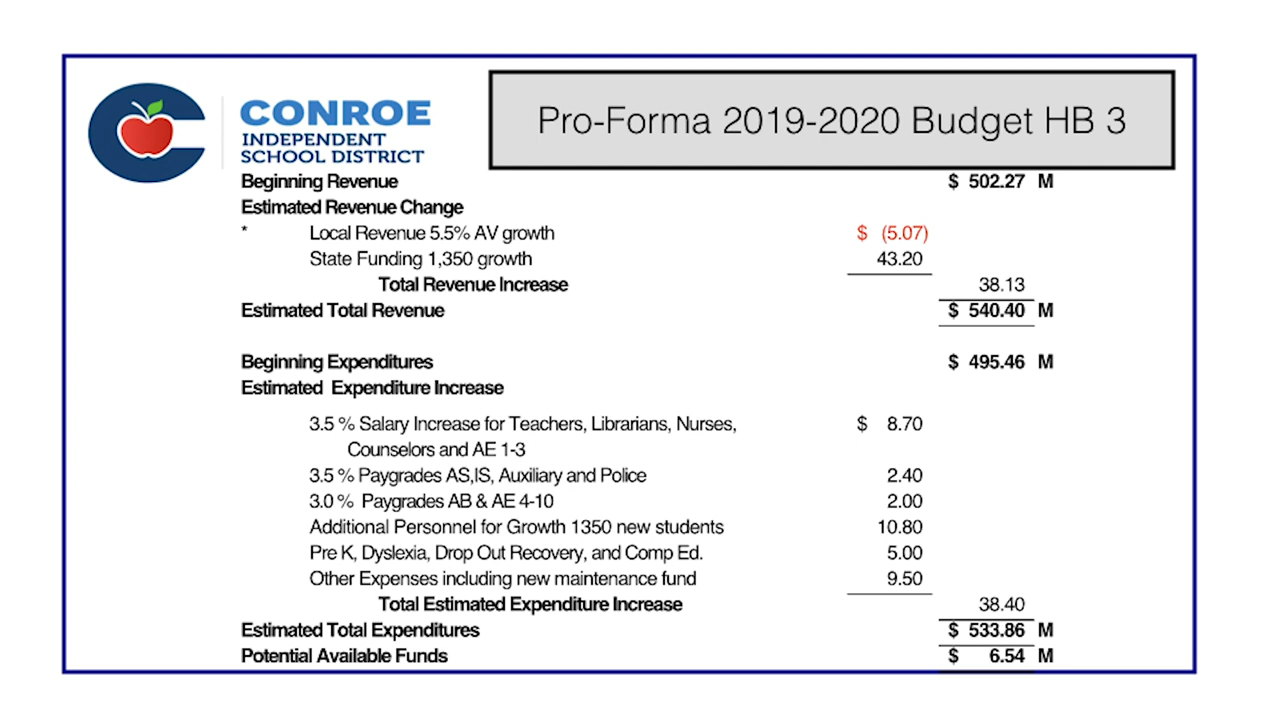 CONROE
INDEPENDENT
SCHOOL DISTRICT
Pro-Forma 2019-2020 Budget HB 3
Beginning Revenue $ 502.27 M
Estimated Revenue Change
* Local Revenue 5.5% AV growth $ (5.07)
State Funding 1,350 growth 43.20
Total Revenue Increase 38.13
Estimated Total Revenue $ 540.40 M
Beginning Expenditures $ 495.46 M
Estimated Expenditure Increase
3.5 % Salary Increase for Teachers, Librarians, Nurses, $ 8.70
Counselors and AE 1-3
3.5 % Paygrades AS,IS, Auxiliary and Police 2.40
3.0 % Paygrades AB & AE 4-10 2.00
Additional Personnel for Growth 1350 new students 10.80
Pre K, Dyslexia, Drop Out Recovery, and Comp Ed. 5.00
Other Expenses including new maintenance fund 9.50
Total Estimated Expenditure Increase 38.40
Estimated Total Expenditures $ 533.86 M
Potential Available Funds $ 6.54 M